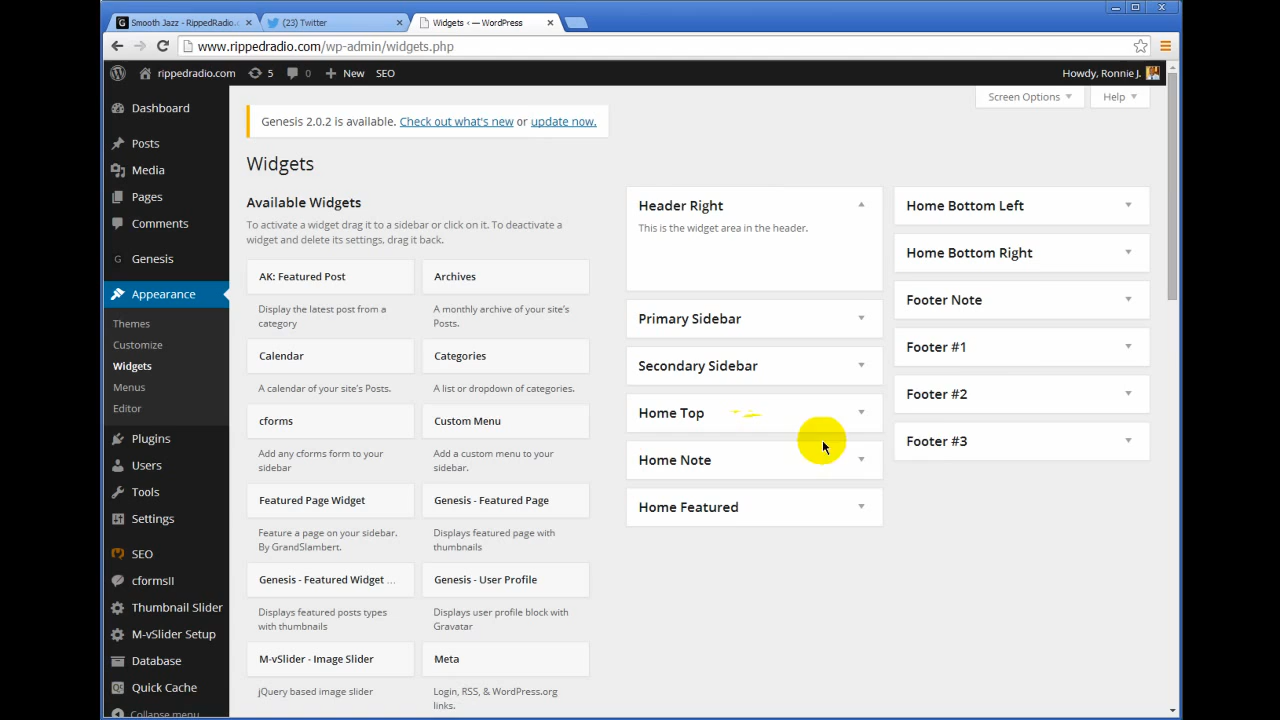 Smooth Jazz - RippedRadio.c
(23) Twitter
Widgets ‹ — WordPress
www.rippedradio.com/wp-admin/widgets.php
rippedradio.com
5
0
New
SEO
Howdy, Ronnie J.
Screen Options
Help
Dashboard
Posts
Media
Pages
Comments
Genesis
Appearance
Themes
Customize
Widgets
Menus
Editor
Plugins
Users
Tools
Settings
SEO
cformsII
Thumbnail Slider
M-vSlider Setup
Database
Quick Cache
Collapse menu
Genesis 2.0.2 is available. Check out what's new or update now.
Widgets
Available Widgets
To activate a widget drag it to a sidebar or click on it. To deactivate a
widget and delete its settings, drag it back.
AK: Featured Post
Display the latest post from a
category
Archives
A monthly archive of your site's
Posts.
Calendar
A calendar of your site's Posts.
Categories
A list or dropdown of categories.
cforms
Add any cforms form to your
sidebar
Custom Menu
Add a custom menu to your
sidebar.
Featured Page Widget
Feature a page on your sidebar.
By GrandSlambert.
Genesis - Featured Page
Displays featured page with
thumbnails
Genesis - Featured Widget ...
Displays featured posts types
with thumbnails
Genesis - User Profile
Displays user profile block with
Gravatar
M-vSlider - Image Slider
jQuery based image slider
Meta
Login, RSS, & WordPress.org
links.
Header Right
This is the widget area in the header.
Primary Sidebar
Secondary Sidebar
Home Top
Home Note
Home Featured
Home Bottom Left
Home Bottom Right
Footer Note
Footer #1
Footer #2
Footer #3